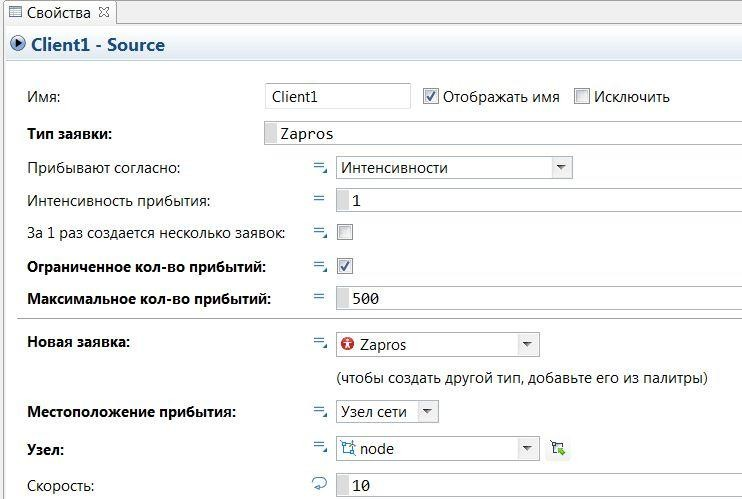 Свойства
Client1 - Source
Имя: Client1 Отображать имя Исключить
Тип заявки: Zapros
Прибывают согласно: Интенсивности
Интенсивность прибытия: 1
За 1 раз создается несколько заявок:
Ограниченное кол-во прибытий:
Максимальное кол-во прибытий: 500
Новая заявка: Zapros
(чтобы создать другой тип, добавьте его из палитры)
Местоположение прибытия: Узел сети
Узел: node
Скорость: 10